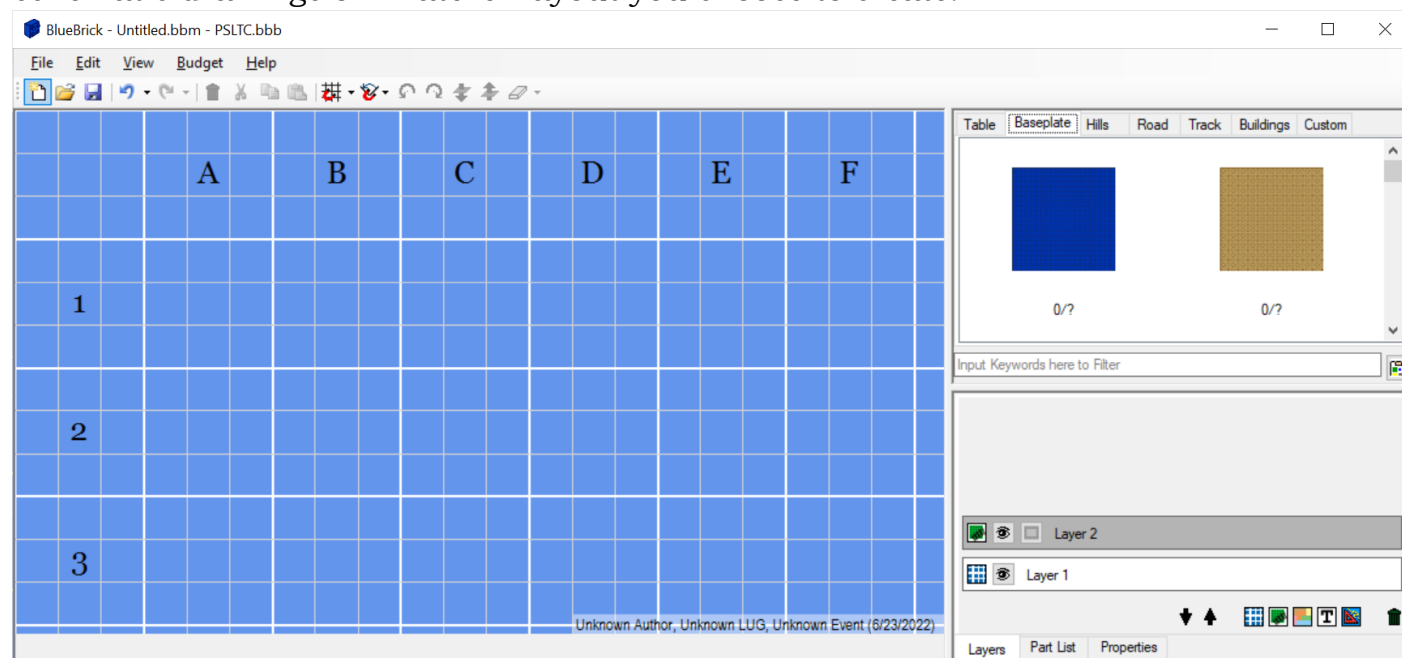 BlueBrick - Untitled.bbm - PSLTC.bbb
File Edit View Budget Help
Table Baseplate Hills Road Track Buildings Custom
A B C D E F
1
2
3
0/? 0/?
Input Keywords here to Filter
Layer 2
Layer 1
T
Unknown Author, Unknown LUG, Unknown Event (6/23/2022)
Layers Part List Properties